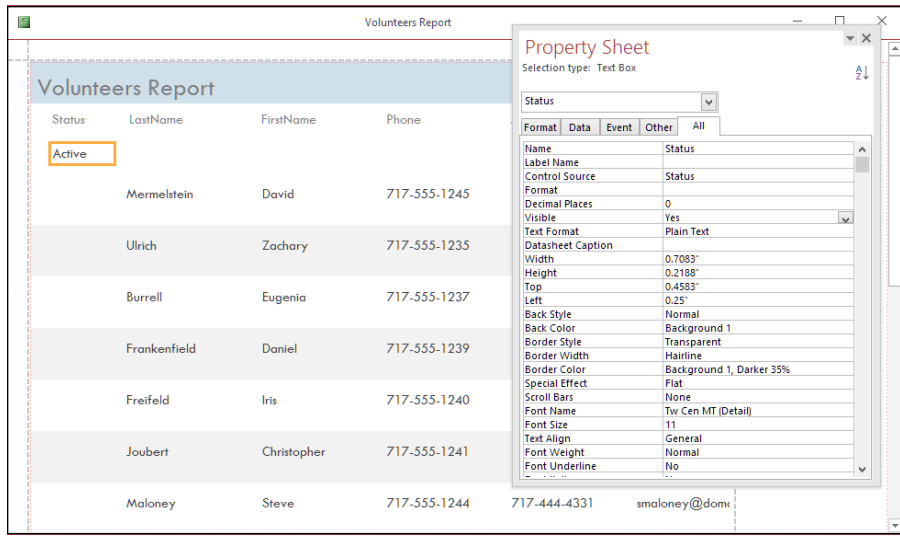 Volunteers Report
Property Sheet
Selection type: Text Box
Status
Format Data Event Other All
Name Status
Label Name
Control Source Status
Format
Decimal Places 0
Visible Yes
Text Format Plain Text
Datasheet Caption
Width 0.7083"
Height 0.2188"
Top 0.4583"
Left 0.25"
Back Style Normal
Back Color Background 1
Border Style Transparent
Border Width Hairline
Border Color Background 1, Darker 35%
Special Effect Flat
Scroll Bars None
Font Name Tw Cen MT (Detail)
Font Size 11
Text Align General
Font Weight Normal
Font Underline No
Volunteers Report
Status LastName FirstName Phone
Active
Mermelstein David 717-555-1245
Ulrich Zachary 717-555-1235
Burrell Eugenia 717-555-1237
Frankenfield Daniel 717-555-1239
Freifeld Iris 717-555-1240
Joubert Christopher 717-555-1241
Maloney Steve 717-555-1244 717-444-4331 smaloney@dom